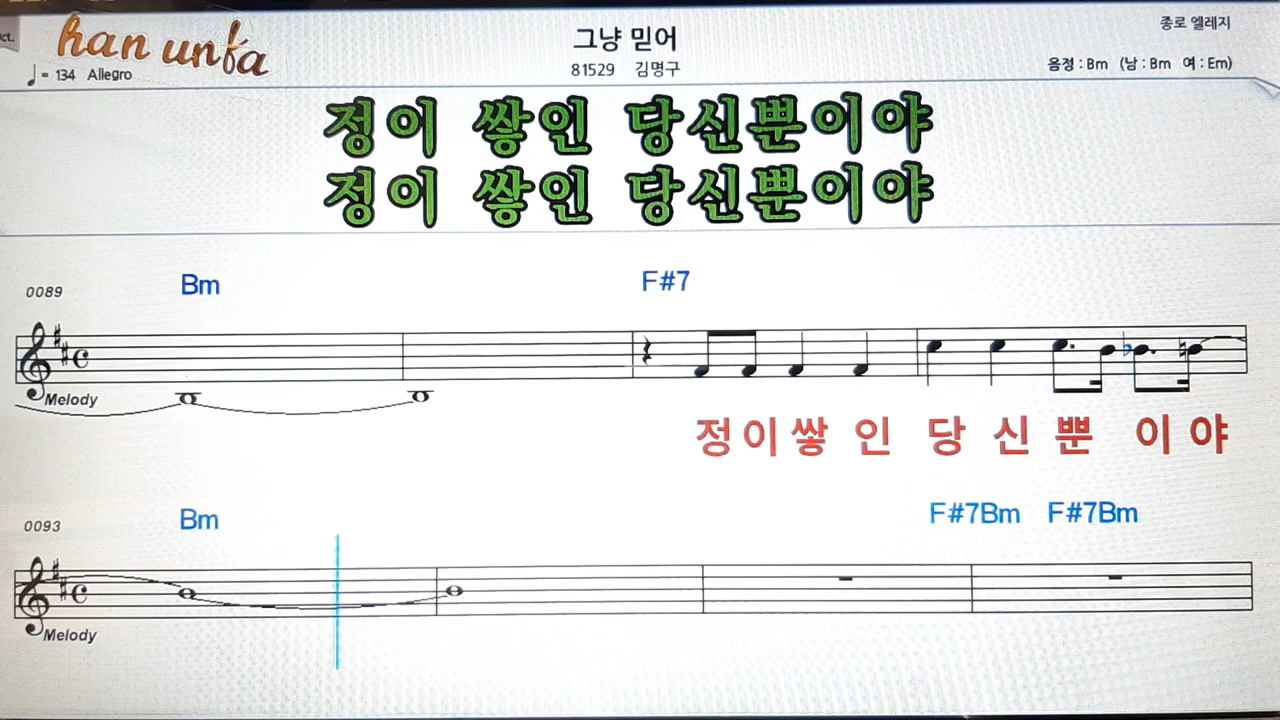 ct.
han unfa
그냥 믿어
종로 엘레지
♩= 134 Allegro
81529 김명구
음정 : Bm (남 : Bm 여 : Em)
정이 쌓인 당신뿐이야
정이 쌓인 당신뿐이야
0089 Bm F#7
Melody
정이쌓 인 당 신 뿐 이 야
0093 Bm F#7Bm F#7Bm
Melody